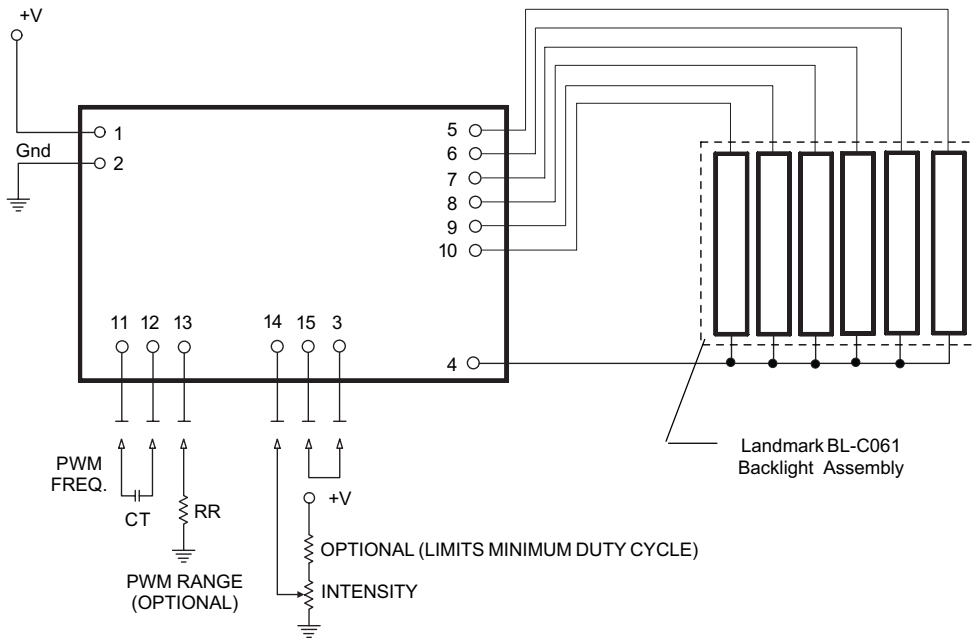 +V
1
Gnd
2
5
6
7
8
9
10
11 12 13 14 15 3
4
PWM
FREQ.
CT
RR
PWM RANGE
(OPTIONAL)
+V
OPTIONAL (LIMITS MINIMUM DUTY CYCLE)
INTENSITY
Landmark BL-C061
Backlight Assembly